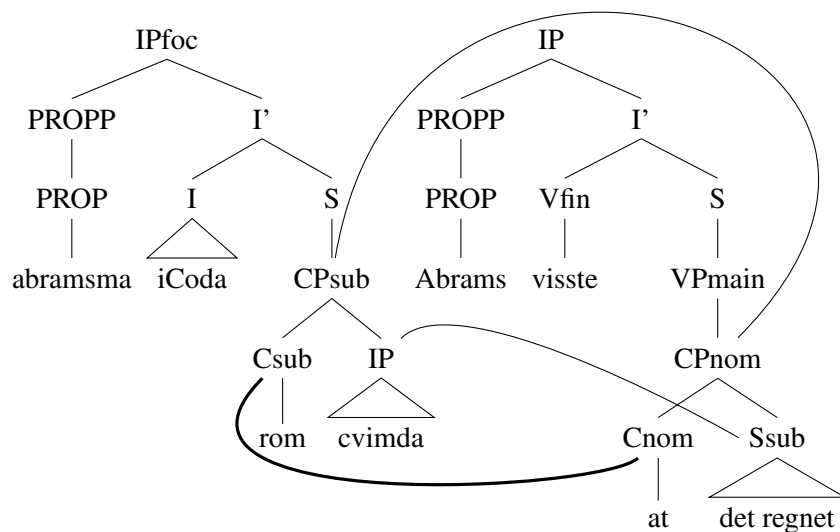 IPfoc IP
PROPP I’ PROPP I’
PROP I S PROP Vfin S
abramsma iCoda CPsub Abrams visste VPmain
Csub IP CPnom
rom cvimda Cnom Ssub
at det regnet